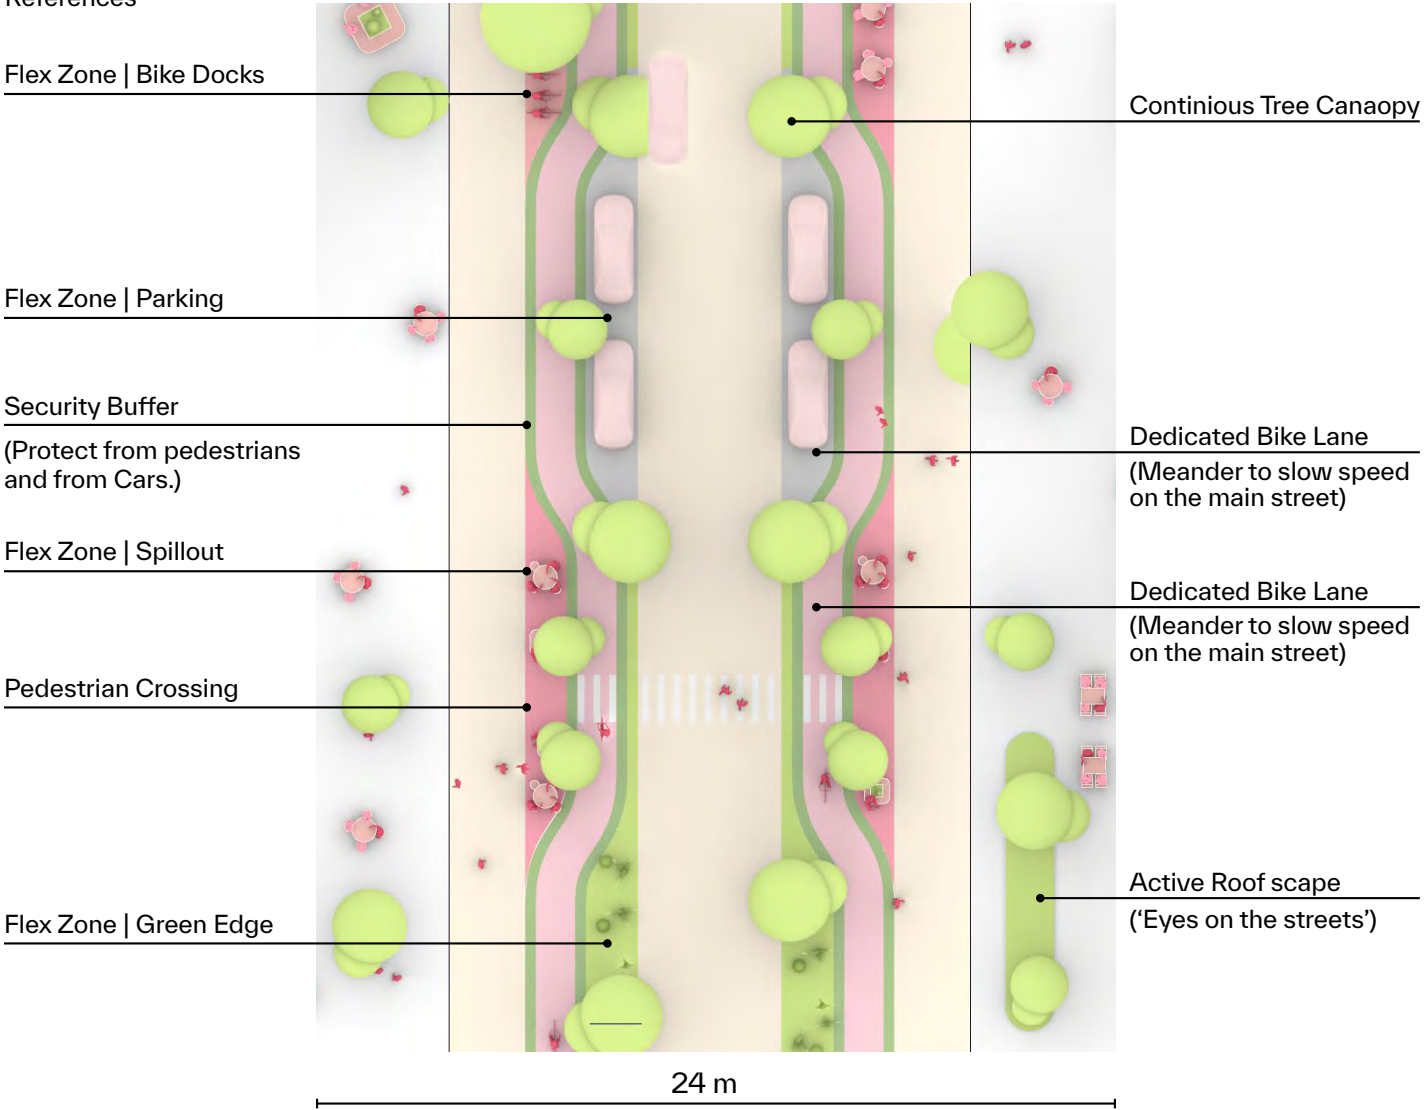 References
Flex Zone | Bike Docks
Continious Tree Canaopy
Flex Zone | Parking
Security Buffer
(Protect from pedestrians
and from Cars.)
Dedicated Bike Lane
(Meander to slow speed
on the main street)
Flex Zone | Spillout
Dedicated Bike Lane
(Meander to slow speed
on the main street)
Pedestrian Crossing
Active Roof scape
(‘Eyes on the streets’)
Flex Zone | Green Edge
24 m